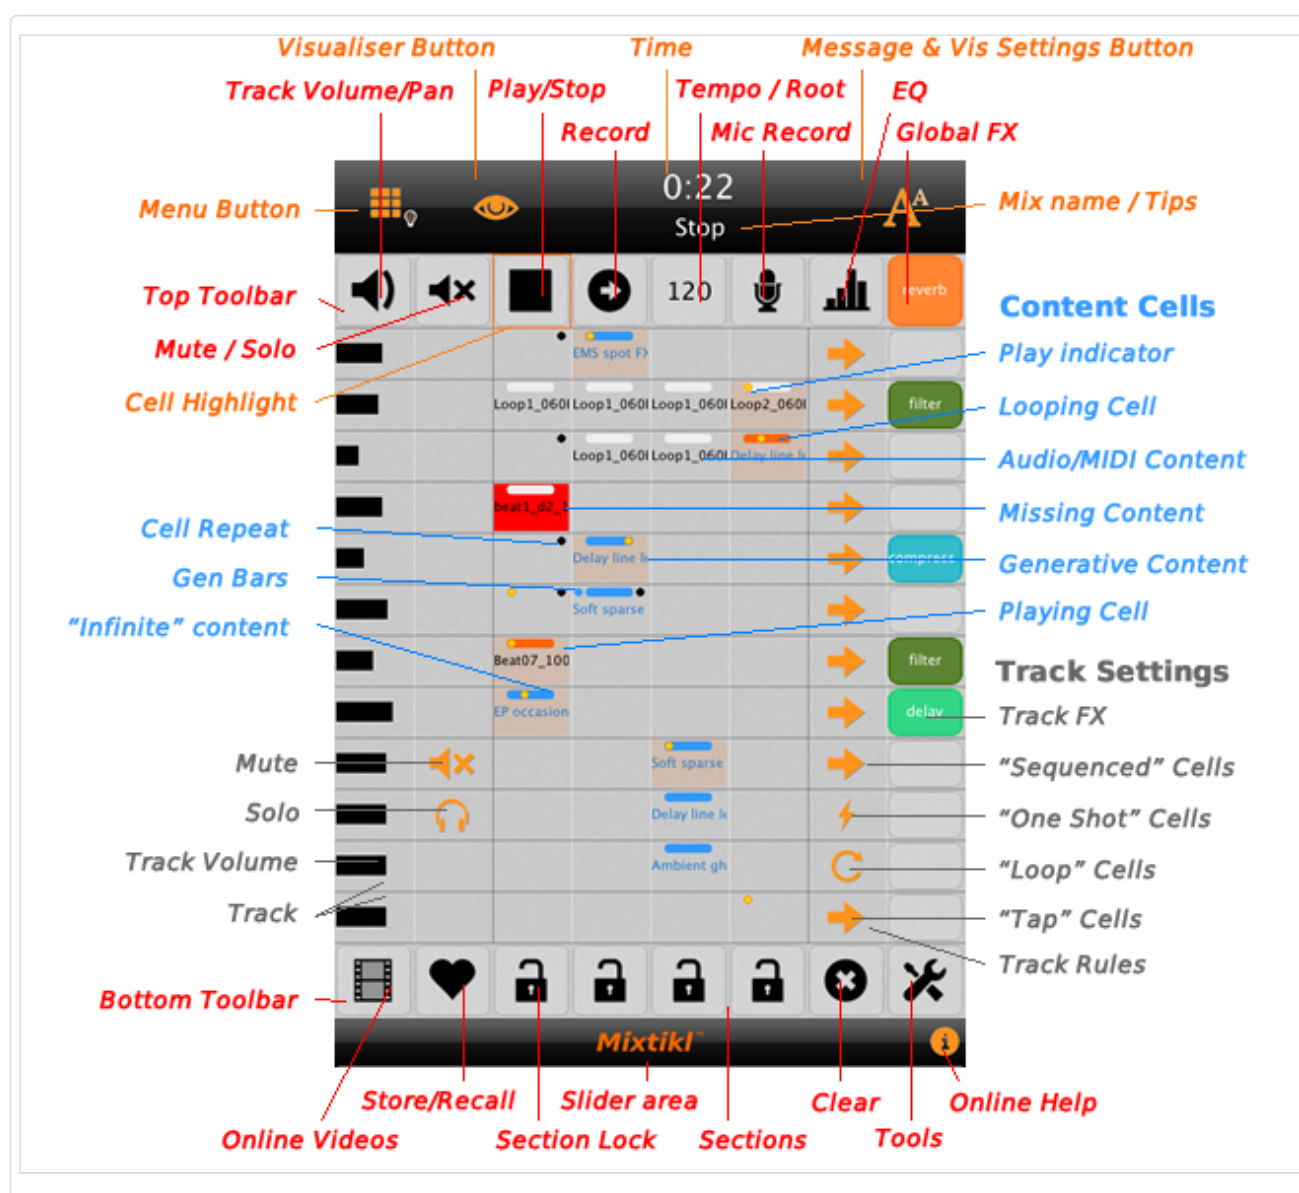 Visualiser Button Time Message & Vis Settings Button
Track Volume/Pan Play/Stop Tempo / Root EQ
Record Mic Record Global FX
0:22
Menu Button Mix name / Tips
AA
Stop
120 reverb
Top Toolbar Content Cells
Mute / Solo EMS spot FX Play indicator
Cell Highlight Loop1_060 Loop1_060 Loop1_060 Loop2_060 filter Looping Cell
Loop1_060 Loop1_060 Delay line Audio/MIDI Content
beat1_d2_1 Missing Content
Cell Repeat
Delay line compress Generative Content
Gen Bars
Soft sparse Playing Cell
"Infinite" content
Beat07_100 filter Track Settings
EP occasion delay Track FX
Mute Soft sparse "Sequenced" Cells
Solo Delay line "One Shot" Cells
Track Volume Ambient gh "Loop" Cells
Track "Tap" Cells
Track Rules
Bottom Toolbar
Mixtikl™ i
Store/Recall Slider area Clear Online Help
Online Videos Section Lock Sections Tools